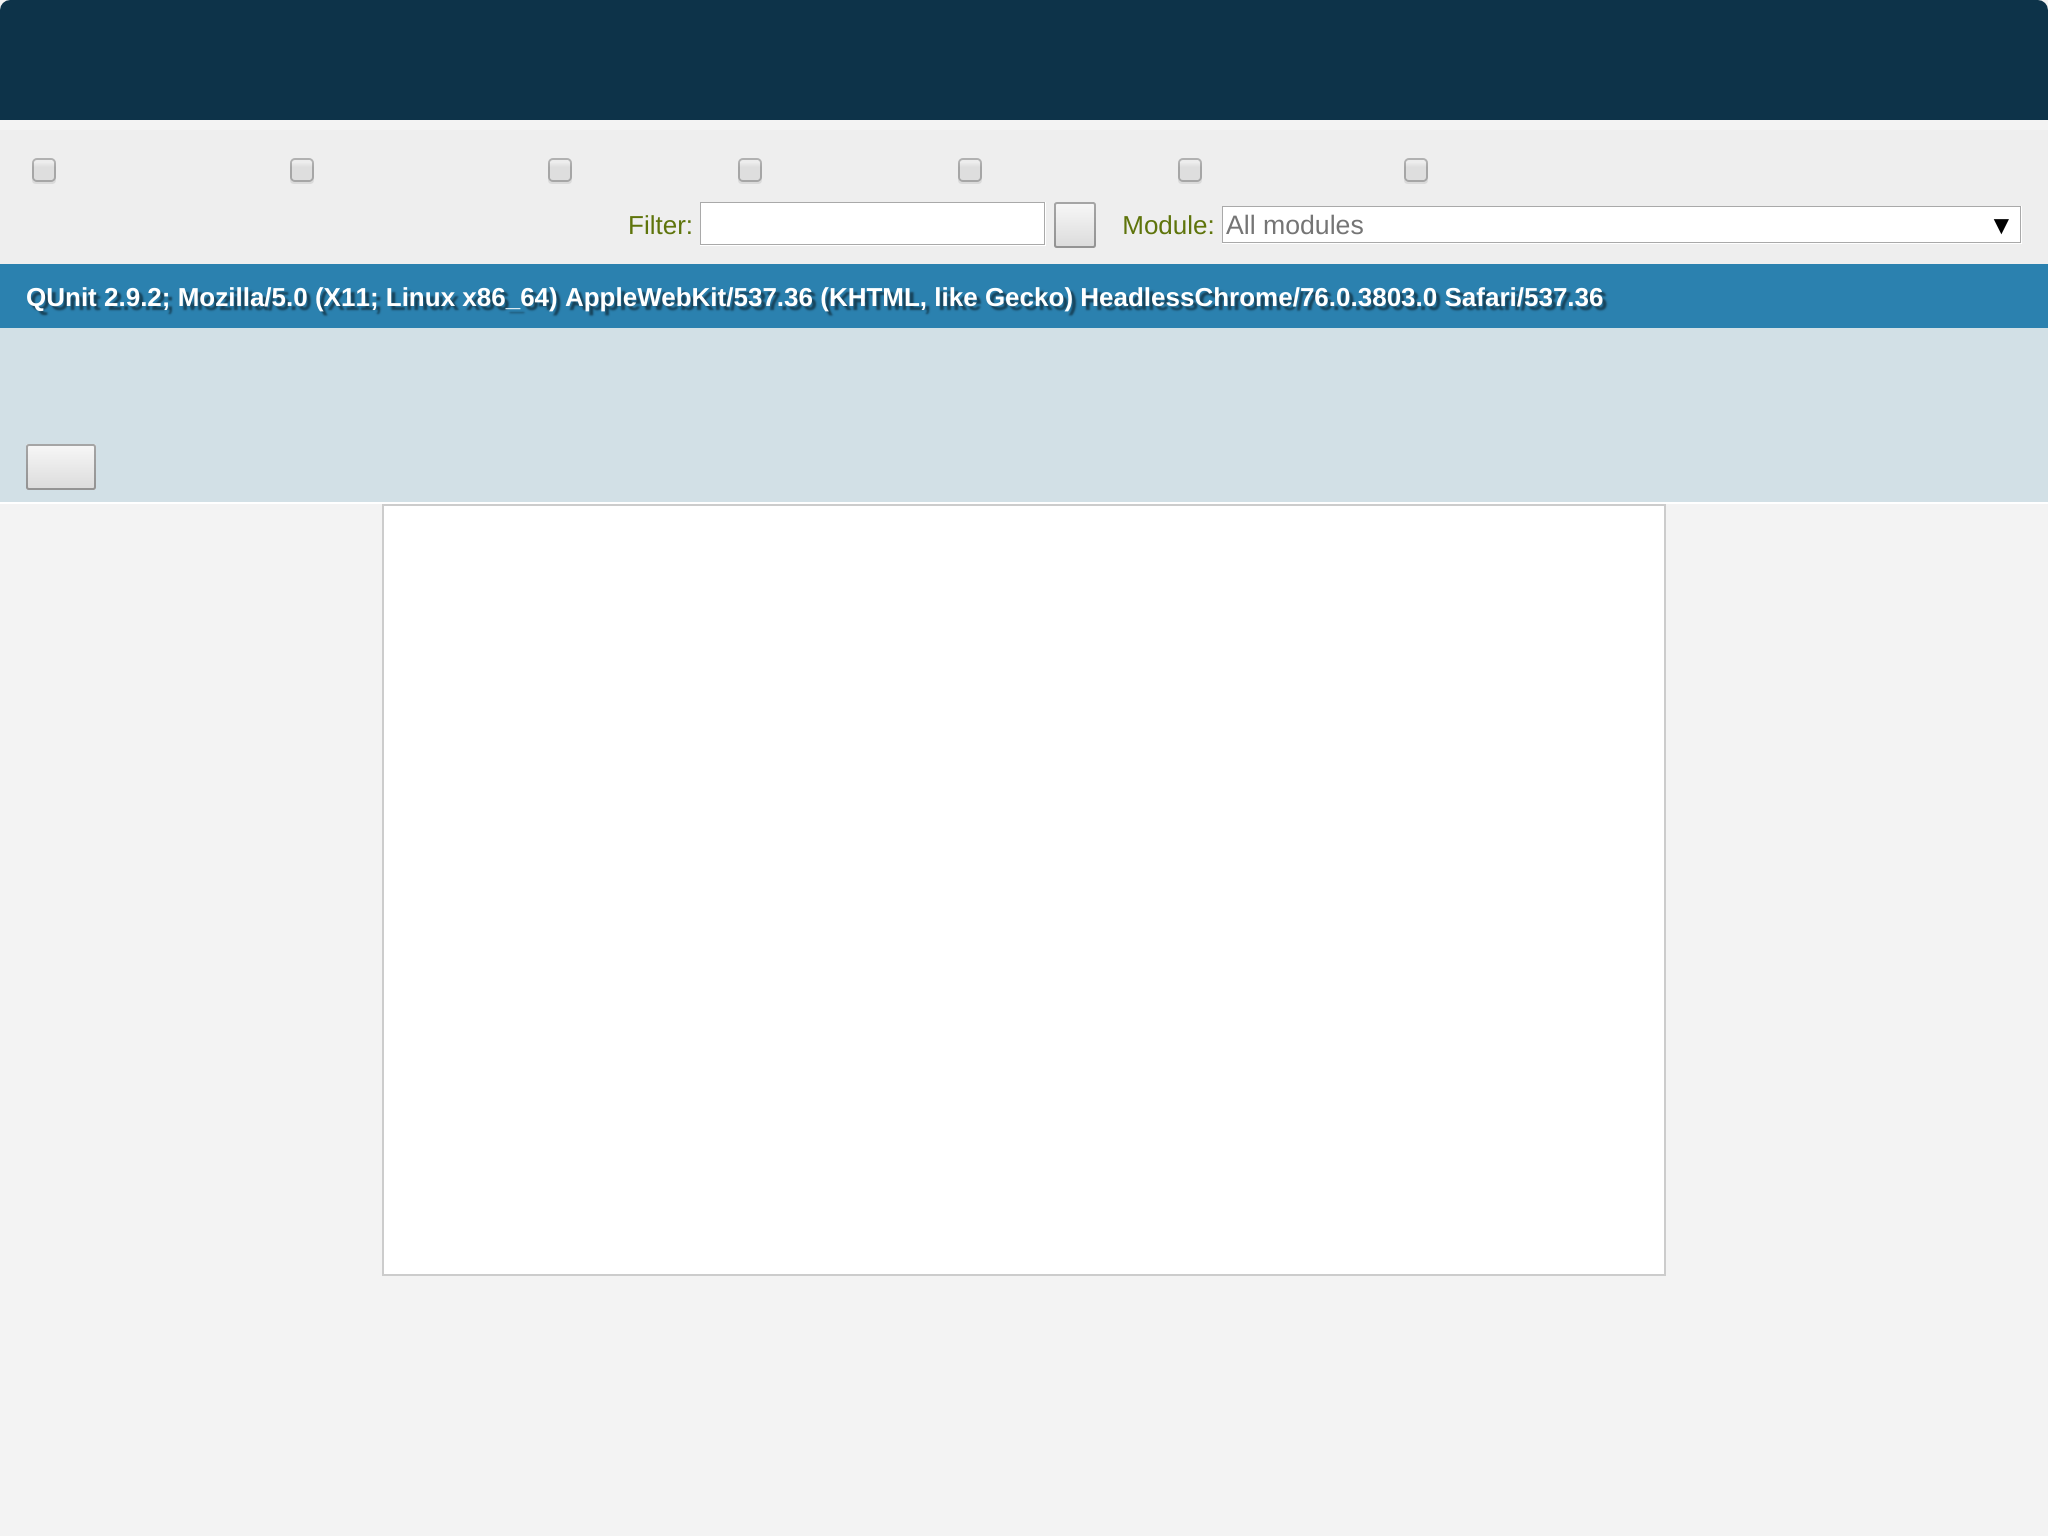 Filter: Module: All modules ▼
QUnit 2.9.2; Mozilla/5.0 (X11; Linux x86_64) AppleWebKit/537.36 (KHTML, like Gecko) HeadlessChrome/76.0.3803.0 Safari/537.36